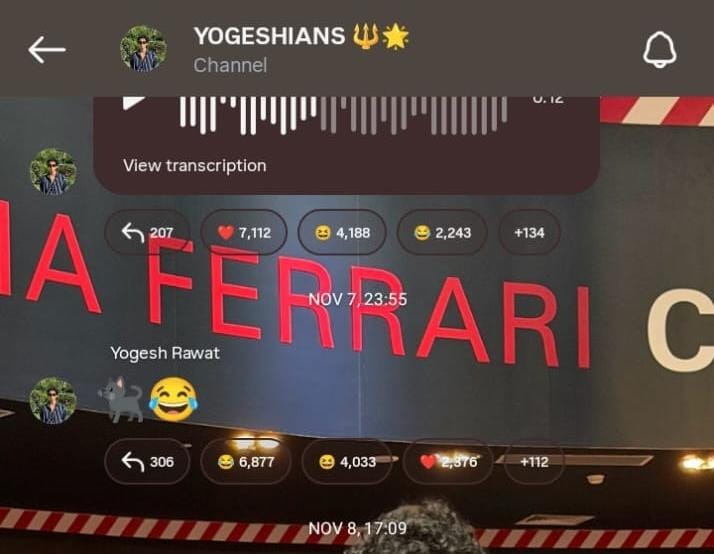 YOGESHIANS 🔱🌟
Channel
0:12
View transcription
207 ❤️ 7,112 😆 4,188 😂 2,243 +134
IA FERRARI C
NOV 7, 23:55
Yogesh Rawat
🐈‍⬛😂
306 😂 6,877 😆 4,033 ❤️ 2,376 +112
NOV 8, 17:09